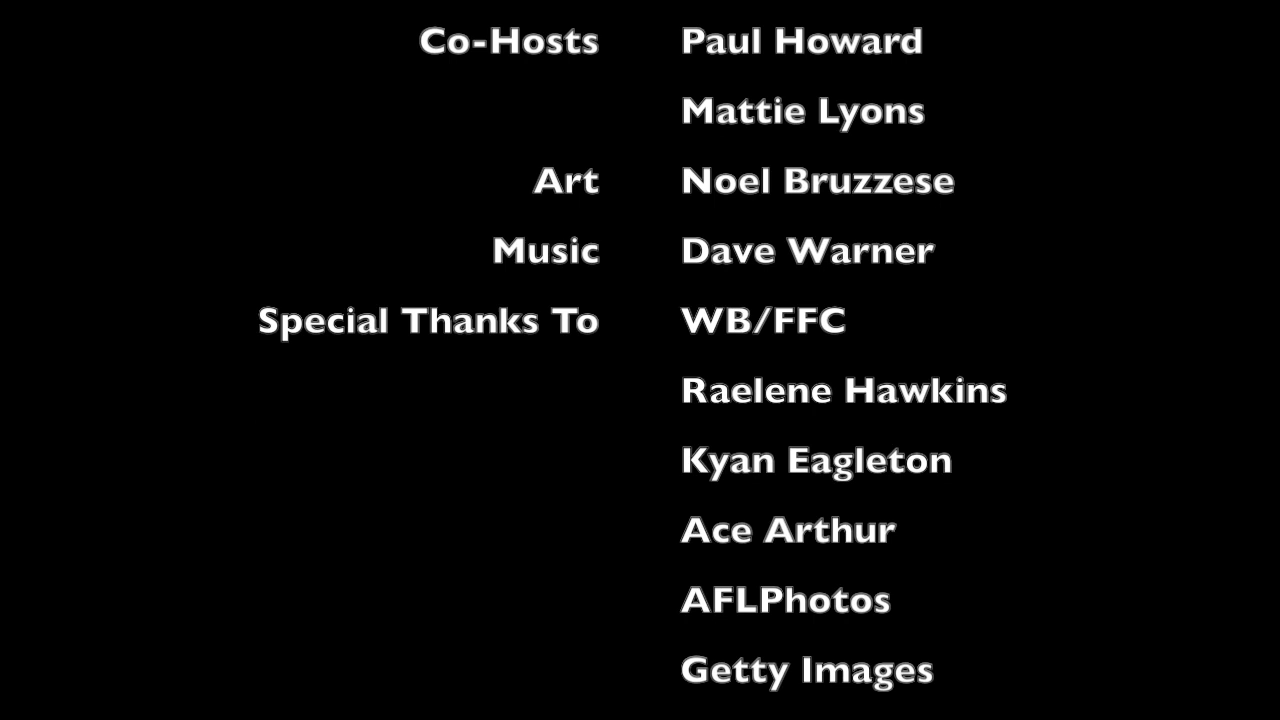 Co-Hosts Paul Howard
Mattie Lyons
Art Noel Bruzzese
Music Dave Warner
Special Thanks To WB/FFC
Raelene Hawkins
Kyan Eagleton
Ace Arthur
AFLPhotos
Getty Images